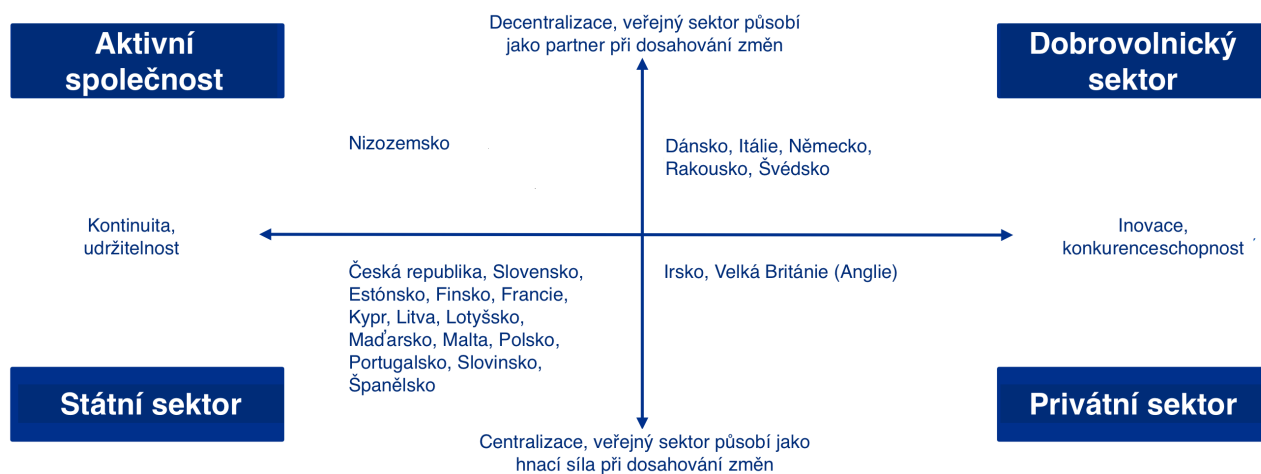 Decentralizace, veřejný sektor působí
jako partner při dosahování změn
Aktivní
společnost
Dobrovolnický
sektor
Nizozemsko
Dánsko, Itálie, Německo,
Rakousko, Švédsko
Kontinuita,
udržitelnost
Inovace,
konkurenceschopnost
Česká republika, Slovensko,
Estónsko, Finsko, Francie,
Kypr, Litva, Lotyšsko,
Maďarsko, Malta, Polsko,
Portugalsko, Slovinsko,
Španělsko
Irsko, Velká Británie (Anglie)
Státní sektor
Privátní sektor
Centralizace, veřejný sektor působí jako
hnací síla při dosahování změn